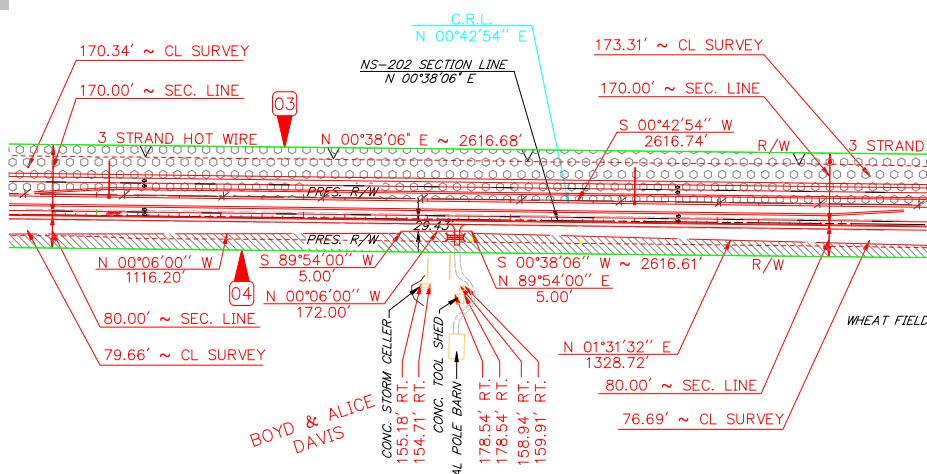 C.R.L.
N 00°42'54'' E
170.34' ~ CL SURVEY
173.31' ~ CL SURVEY
NS-202 SECTION LINE
N 00°38'06" E
170.00' ~ SEC. LINE
170.00' ~ SEC. LINE
03
S 00°42'54'' W
2616.74'
3 STRAND HOT WIRE
N 00°38'06" E ~ 2616.68'
R/W
3 STRAND
PRES. R/W
29.43'
PRES. R/W
N 00°06'00'' W
1116.20'
S 89°54'00'' W
5.00'
S 00°38'06'' W ~ 2616.61'
R/W
N 89°54'00'' E
5.00'
04
N 00°06'00'' W
172.00'
80.00' ~ SEC. LINE
WHEAT FIELD
79.66' ~ CL SURVEY
N 01°31'32'' E
1328.72'
80.00' ~ SEC. LINE
76.69' ~ CL SURVEY
BOYD & ALICE
DAVIS
CONC. STORM CELLER
155.18' RT.
154.71' RT.
CONC. TOOL SHED
AL POLE BARN
178.54' RT.
178.54' RT.
158.94' RT.
159.91' RT.